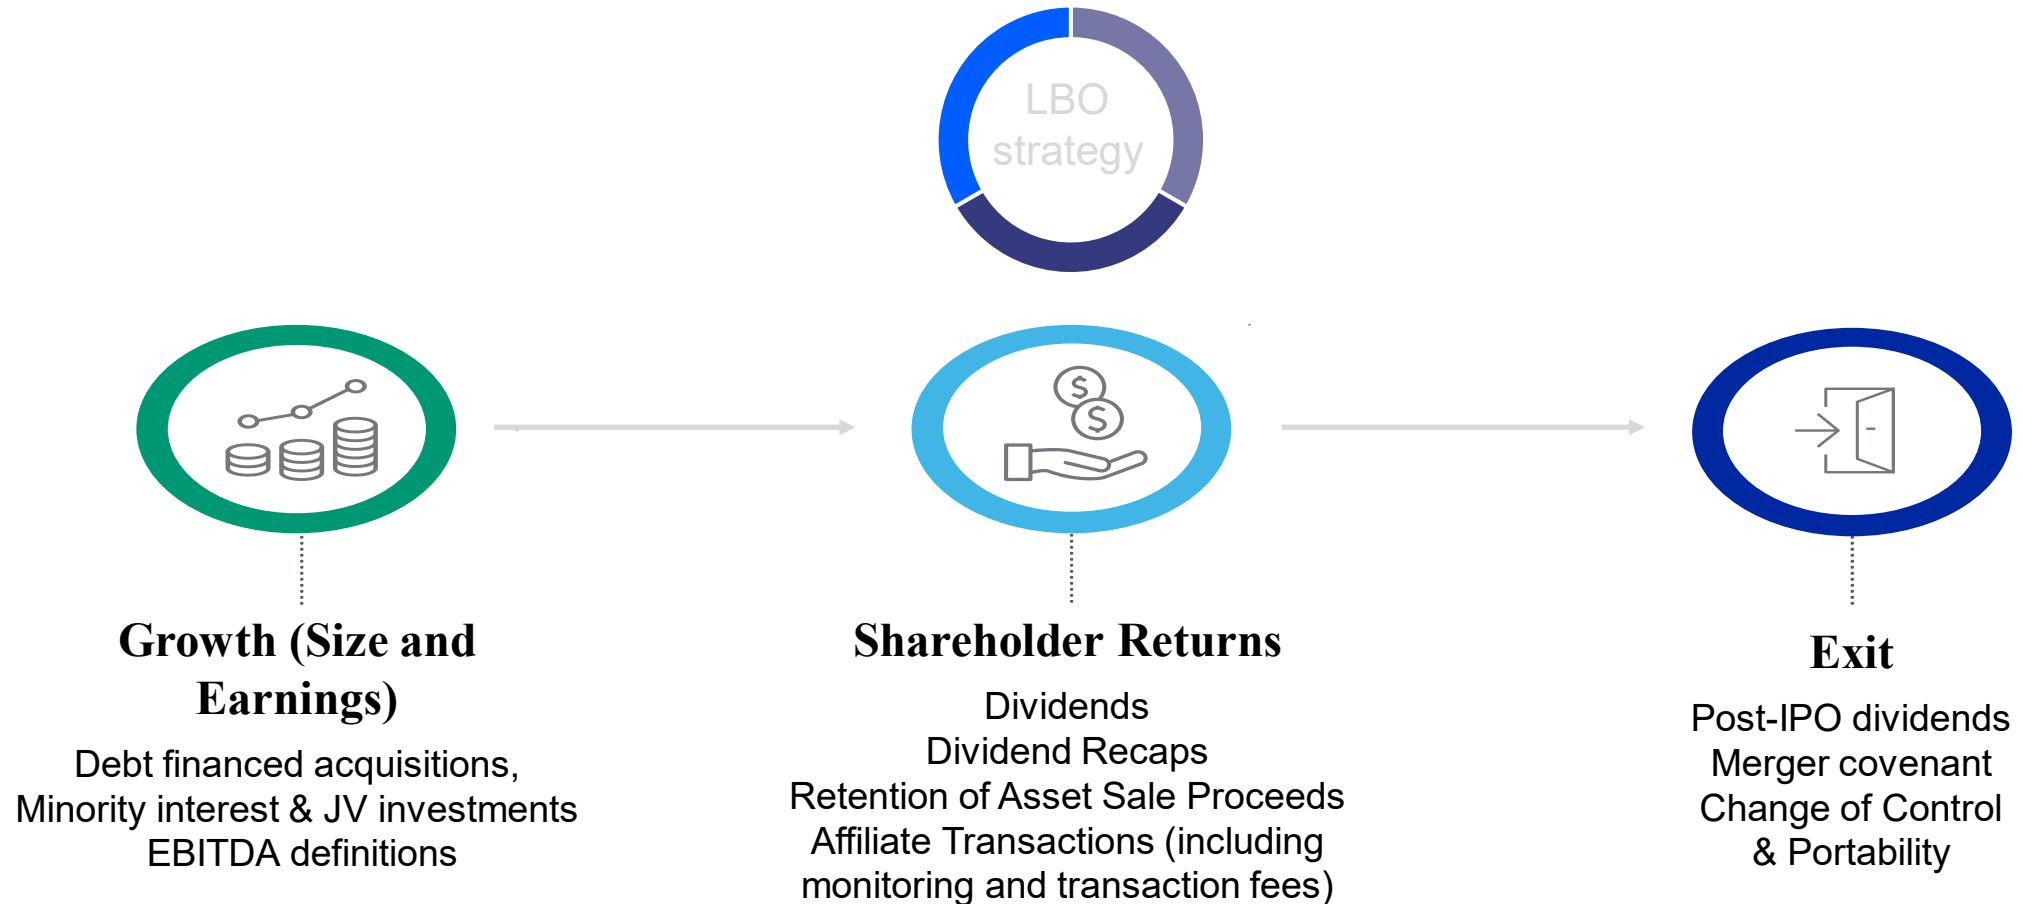 LBO
strategy
$
$
Growth (Size and
Earnings)
Debt financed acquisitions,
Minority interest & JV investments
EBITDA definitions
Shareholder Returns
Dividends
Dividend Recaps
Retention of Asset Sale Proceeds
Affiliate Transactions (including
monitoring and transaction fees)
Exit
Post-IPO dividends
Merger covenant
Change of Control
& Portability